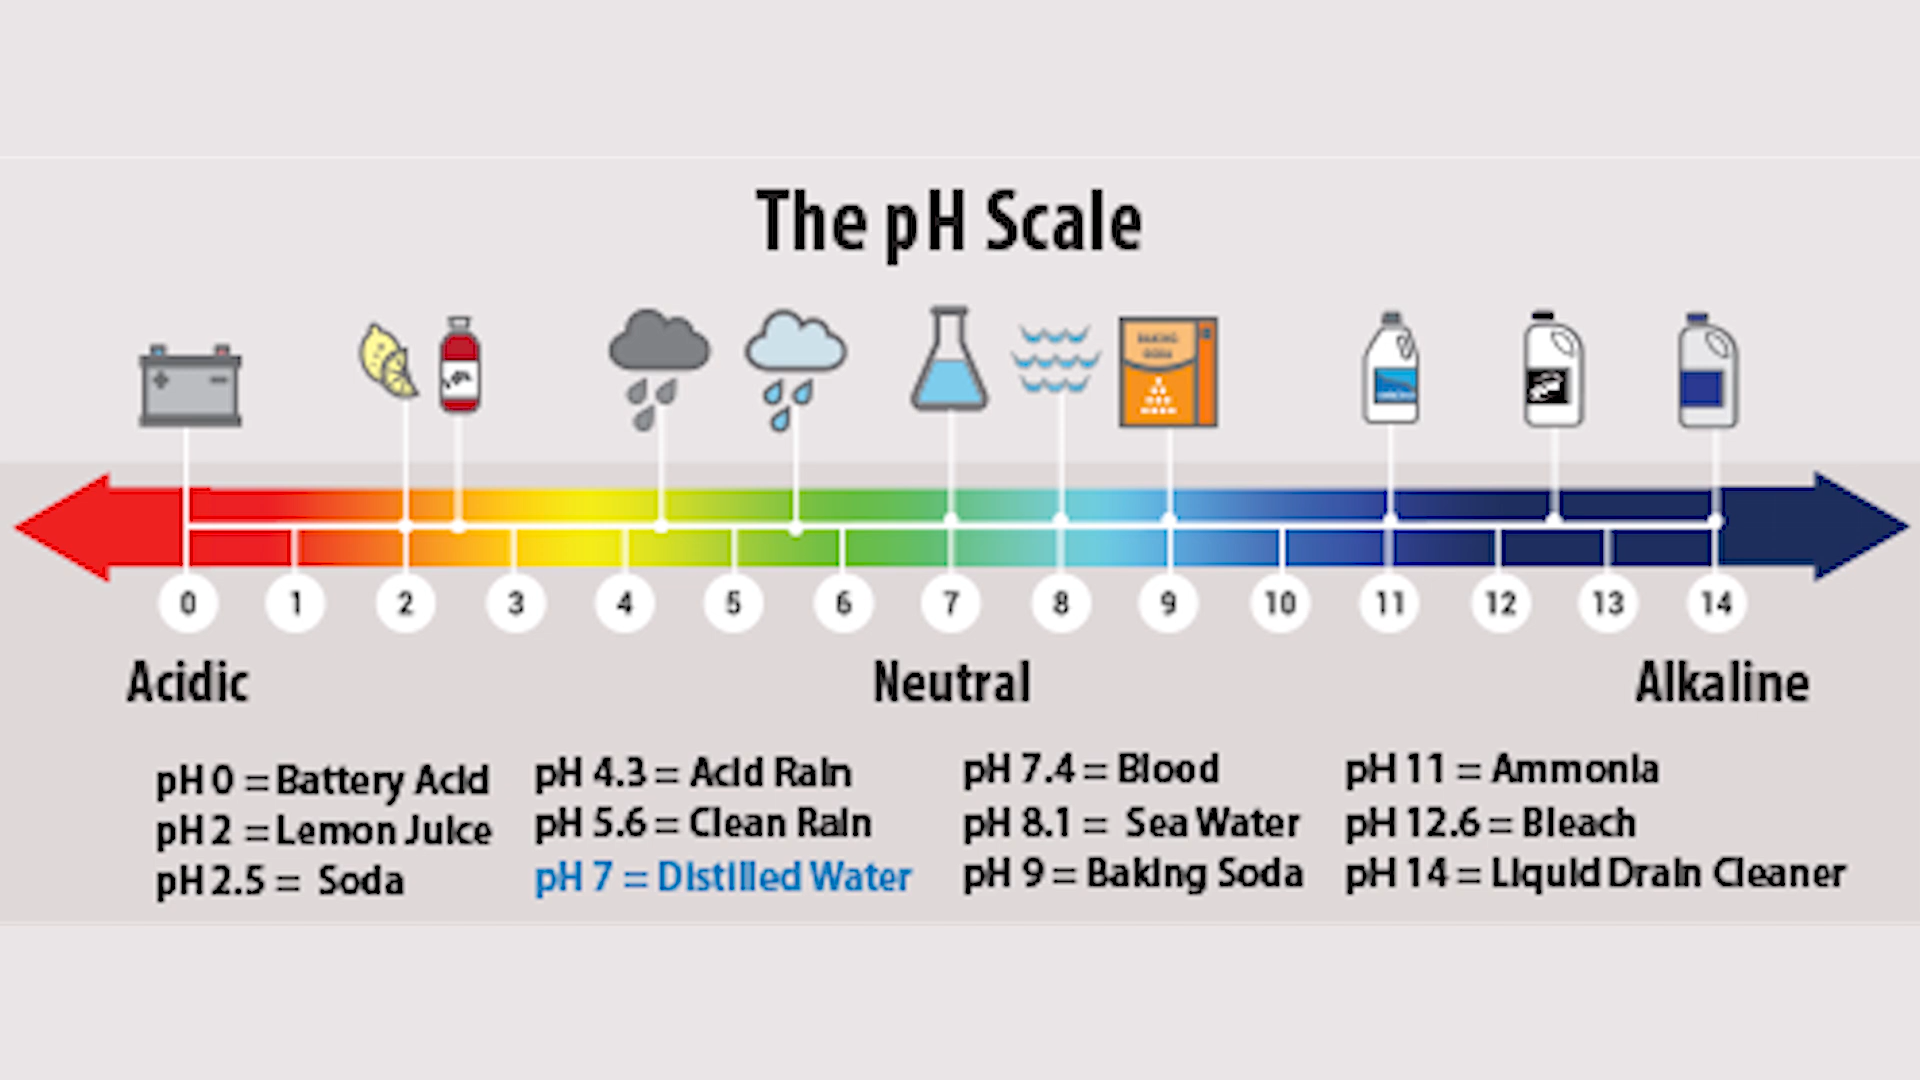 The pH Scale
BAKING
SODA
0 1 2 3 4 5 6 7 8 9 10 11 12 13 14
Acidic Neutral Alkaline
pH 0 = Battery Acid
pH 2 = Lemon Juice
pH 2.5 = Soda
pH 4.3 = Acid Rain
pH 5.6 = Clean Rain
pH 7 = Distilled Water
pH 7.4 = Blood
pH 8.1 = Sea Water
pH 9 = Baking Soda
pH 11 = Ammonia
pH 12.6 = Bleach
pH 14 = Liquid Drain Cleaner